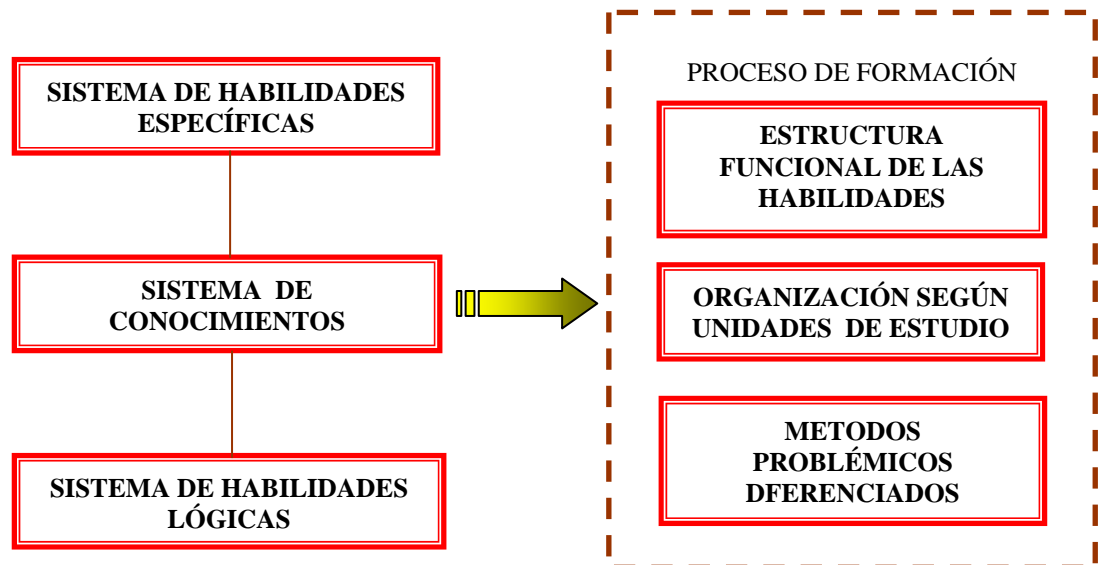 SISTEMA DE HABILIDADES
ESPECÍFICAS
SISTEMA DE
CONOCIMIENTOS
SISTEMA DE HABILIDADES
LÓGICAS
PROCESO DE FORMACIÓN
ESTRUCTURA
FUNCIONAL DE LAS
HABILIDADES
ORGANIZACIÓN SEGÚN
UNIDADES DE ESTUDIO
METODOS
PROBLÉMICOS
DFERENCIADOS